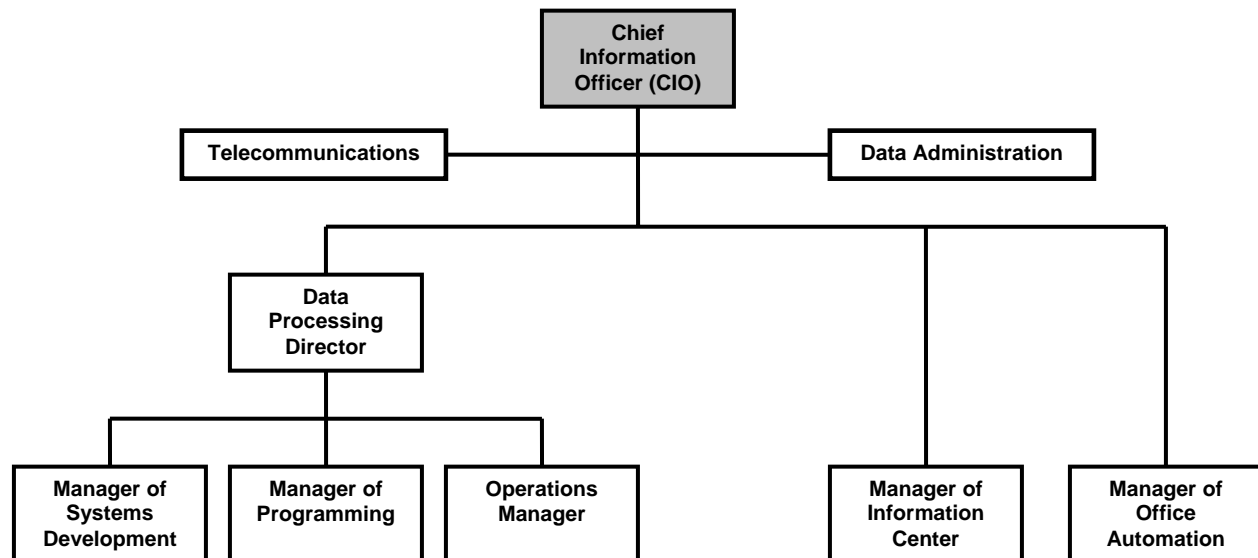 Chief
Information
Officer (CIO)
Telecommunications
Data Administration
Data
Processing
Director
Manager of
Systems
Development
Manager of
Programming
Operations
Manager
Manager of
Information
Center
Manager of
Office
Automation